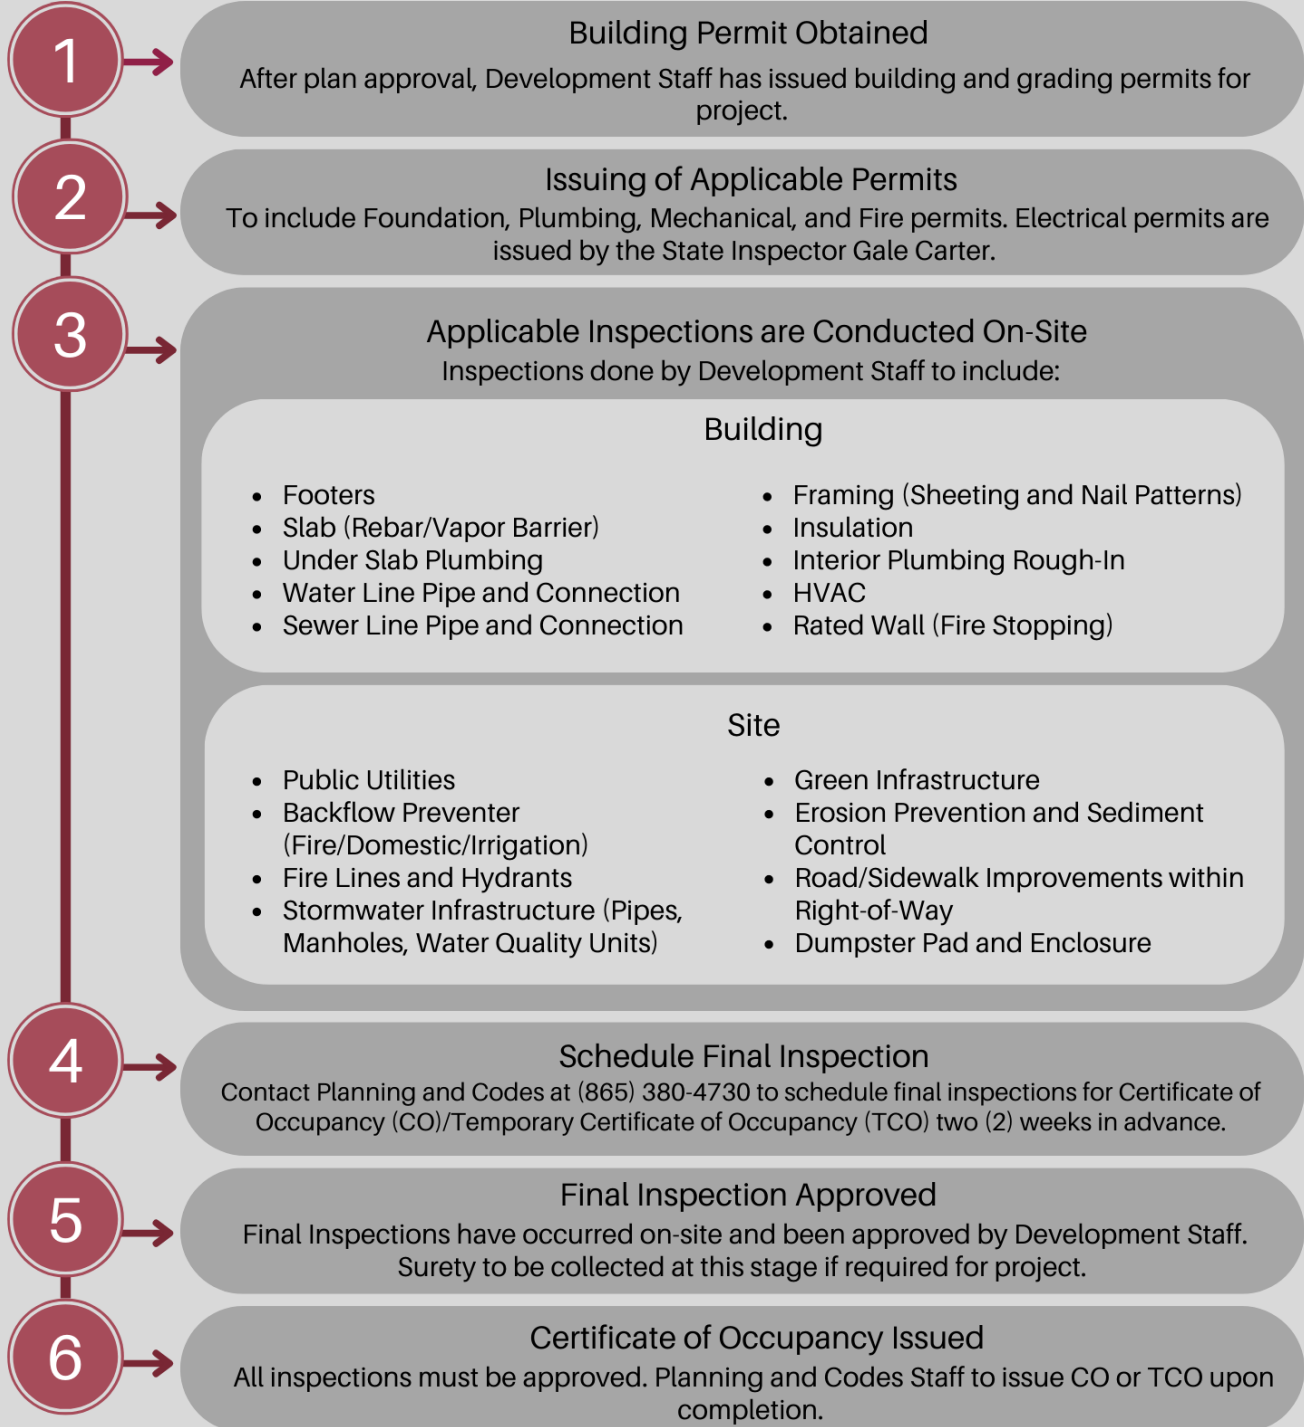 1
Building Permit Obtained
After plan approval, Development Staff has issued building and grading permits for
project.
2
Issuing of Applicable Permits
To include Foundation, Plumbing, Mechanical, and Fire permits. Electrical permits are
issued by the State Inspector Gale Carter.
3
Applicable Inspections are Conducted On-Site
Inspections done by Development Staff to include:
Building
• Footers
• Slab (Rebar/Vapor Barrier)
• Under Slab Plumbing
• Water Line Pipe and Connection
• Sewer Line Pipe and Connection
• Framing (Sheeting and Nail Patterns)
• Insulation
• Interior Plumbing Rough-In
• HVAC
• Rated Wall (Fire Stopping)
Site
• Public Utilities
• Backflow Preventer
(Fire/Domestic/Irrigation)
• Fire Lines and Hydrants
• Stormwater Infrastructure (Pipes,
Manholes, Water Quality Units)
• Green Infrastructure
• Erosion Prevention and Sediment
Control
• Road/Sidewalk Improvements within
Right-of-Way
• Dumpster Pad and Enclosure
4
Schedule Final Inspection
Contact Planning and Codes at (865) 380-4730 to schedule final inspections for Certificate of
Occupancy (CO)/Temporary Certificate of Occupancy (TCO) two (2) weeks in advance.
5
Final Inspection Approved
Final Inspections have occurred on-site and been approved by Development Staff.
Surety to be collected at this stage if required for project.
6
Certificate of Occupancy Issued
All inspections must be approved. Planning and Codes Staff to issue CO or TCO upon
completion.